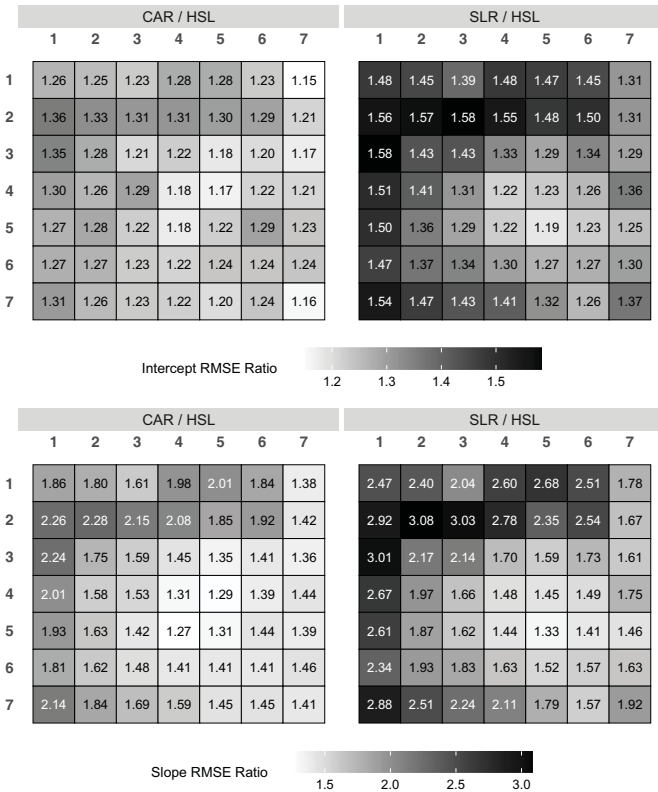 CAR / HSL SLR / HSL
1 2 3 4 5 6 7 1 2 3 4 5 6 7
1 1.26 1.25 1.23 1.28 1.28 1.23 1.15 1.48 1.45 1.39 1.48 1.47 1.45 1.31
2 1.36 1.33 1.31 1.31 1.30 1.29 1.21 1.56 1.57 1.58 1.55 1.48 1.50 1.31
3 1.35 1.28 1.21 1.22 1.18 1.20 1.17 1.58 1.43 1.43 1.33 1.29 1.34 1.29
4 1.30 1.26 1.29 1.18 1.17 1.22 1.21 1.51 1.41 1.31 1.22 1.23 1.26 1.36
5 1.27 1.28 1.22 1.18 1.22 1.29 1.23 1.50 1.36 1.29 1.22 1.19 1.23 1.25
6 1.27 1.27 1.23 1.22 1.24 1.24 1.24 1.47 1.37 1.34 1.30 1.27 1.27 1.30
7 1.31 1.26 1.23 1.22 1.20 1.24 1.16 1.54 1.47 1.43 1.41 1.32 1.26 1.37
Intercept RMSE Ratio
1.2 1.3 1.4 1.5
CAR / HSL SLR / HSL
1 2 3 4 5 6 7 1 2 3 4 5 6 7
1 1.86 1.80 1.61 1.98 2.01 1.84 1.38 2.47 2.40 2.04 2.60 2.68 2.51 1.78
2 2.26 2.28 2.15 2.08 1.85 1.92 1.42 2.92 3.08 3.03 2.78 2.35 2.54 1.67
3 2.24 1.75 1.59 1.45 1.35 1.41 1.36 3.01 2.17 2.14 1.70 1.59 1.73 1.61
4 2.01 1.58 1.53 1.31 1.29 1.39 1.44 2.67 1.97 1.66 1.48 1.45 1.49 1.75
5 1.93 1.63 1.42 1.27 1.31 1.44 1.39 2.61 1.87 1.62 1.44 1.33 1.41 1.46
6 1.81 1.62 1.48 1.41 1.41 1.41 1.46 2.34 1.93 1.83 1.63 1.52 1.57 1.63
7 2.14 1.84 1.69 1.59 1.45 1.45 1.41 2.88 2.51 2.24 2.11 1.79 1.57 1.92
Slope RMSE Ratio
1.5 2.0 2.5 3.0